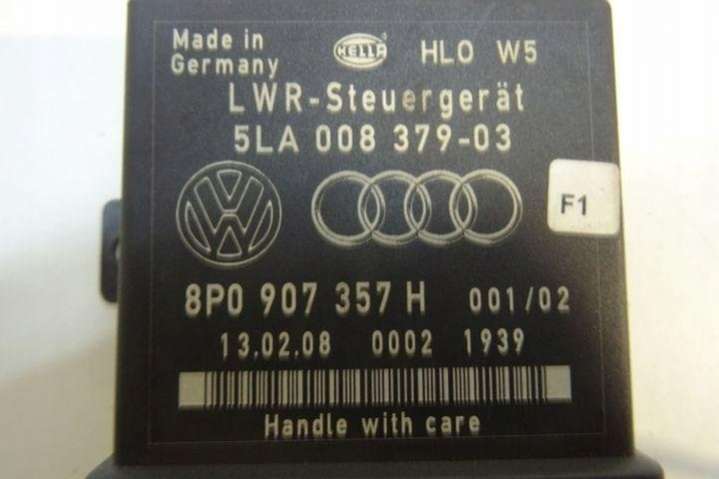 Made in
Germany
HELLA
HLO W5
LWR-Steuergerät
5LA 008 379-03
F1
8P0 907 357 H 001/02
13.02.08 0002 1939
Handle with care